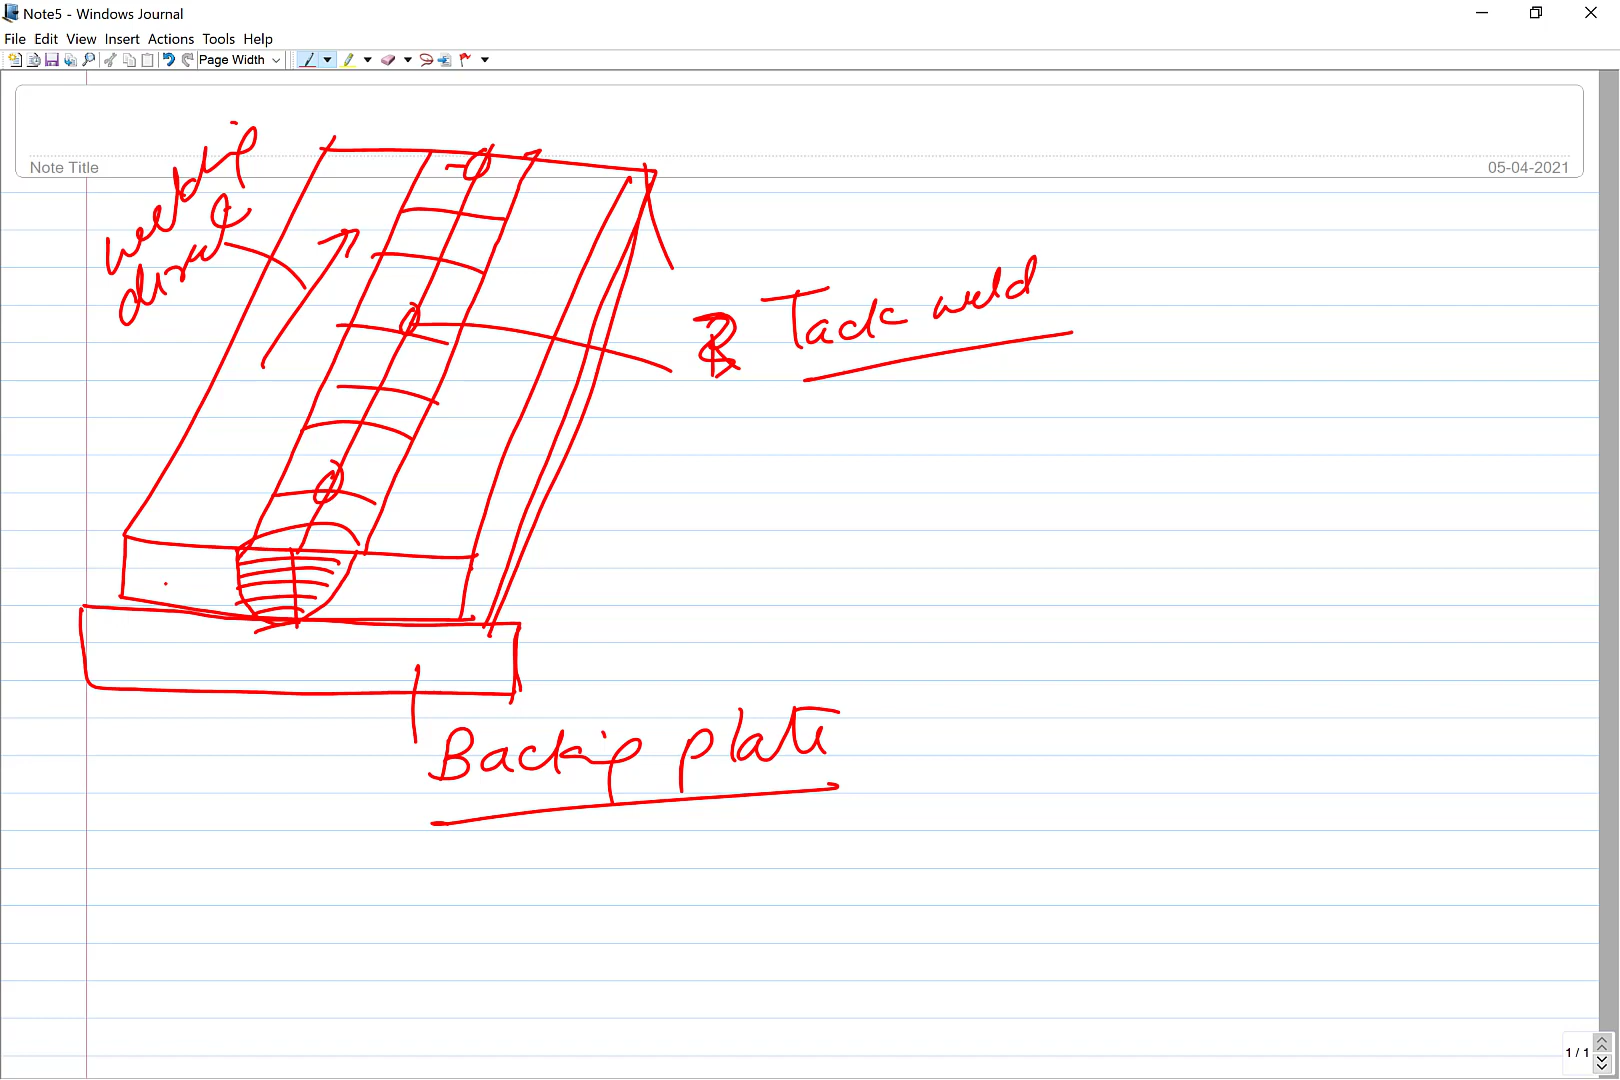 Note5 - Windows Journal
File Edit View Insert Actions Tools Help
Page Width
Note Title
05-04-2021
welding
Tack weld
Backing plate
1 / 1